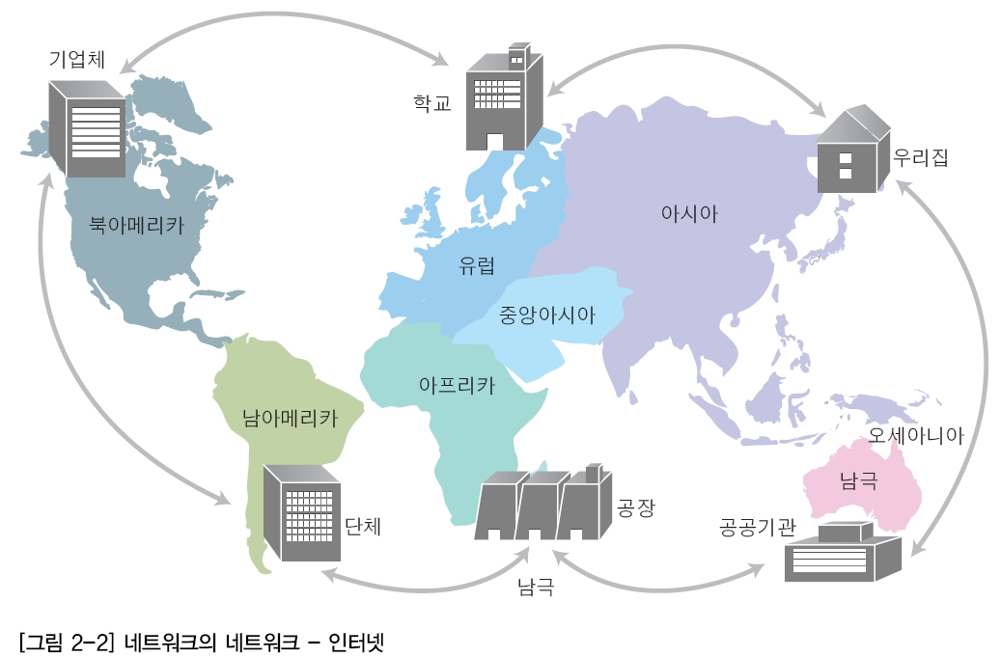 기업체
학교
우리집
북아메리카
아시아
유럽
중앙아시아
아프리카
남아메리카
오세아니아
남극
단체
공장
공공기관
남극
[그림 2-2] 네트워크의 네트워크 - 인터넷